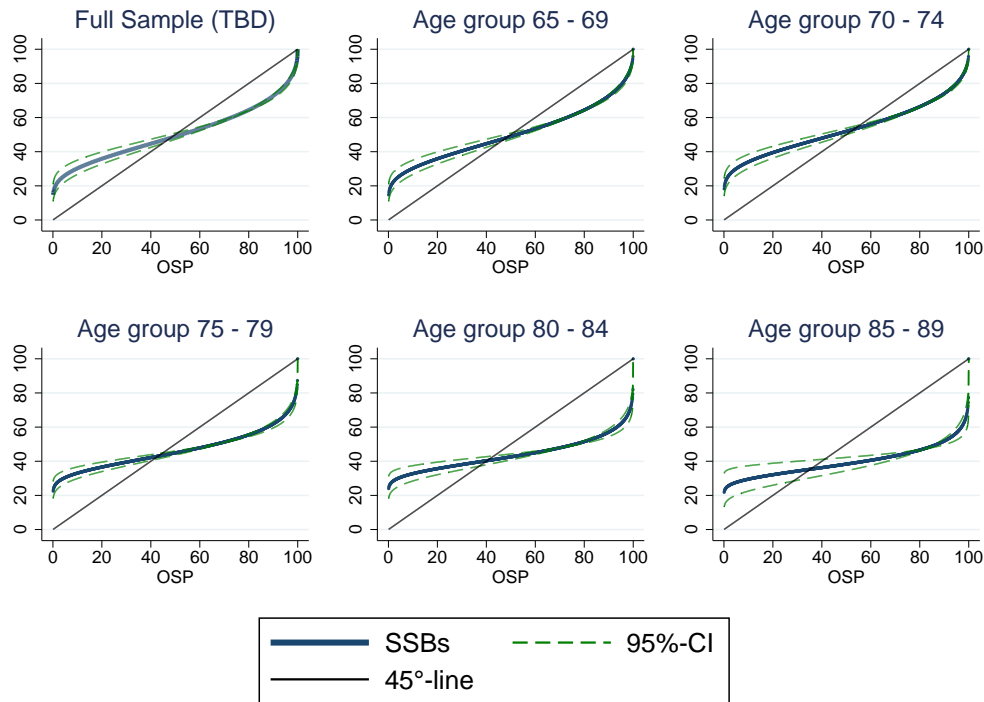 Full Sample (TBD)
Age group 65 - 69
Age group 70 - 74
0 20 40 60 80 100
0 20 40 60 80 100
0 20 40 60 80 100
0 20 40 60 80 100
0 20 40 60 80 100
0 20 40 60 80 100
OSP
OSP
OSP
Age group 75 - 79
Age group 80 - 84
Age group 85 - 89
0 20 40 60 80 100
0 20 40 60 80 100
0 20 40 60 80 100
0 20 40 60 80 100
0 20 40 60 80 100
0 20 40 60 80 100
OSP
OSP
OSP
SSBs
95%-CI
45°-line